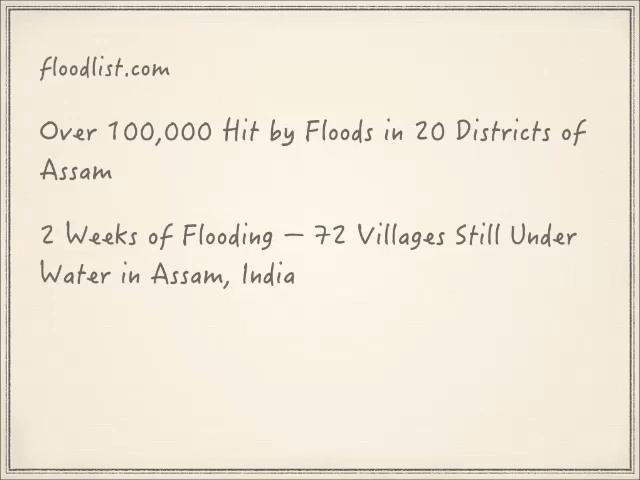 floodlist.com
Over 100,000 Hit by Floods in 20 Districts of
Assam
2 Weeks of Flooding – 72 Villages Still Under
Water in Assam, India